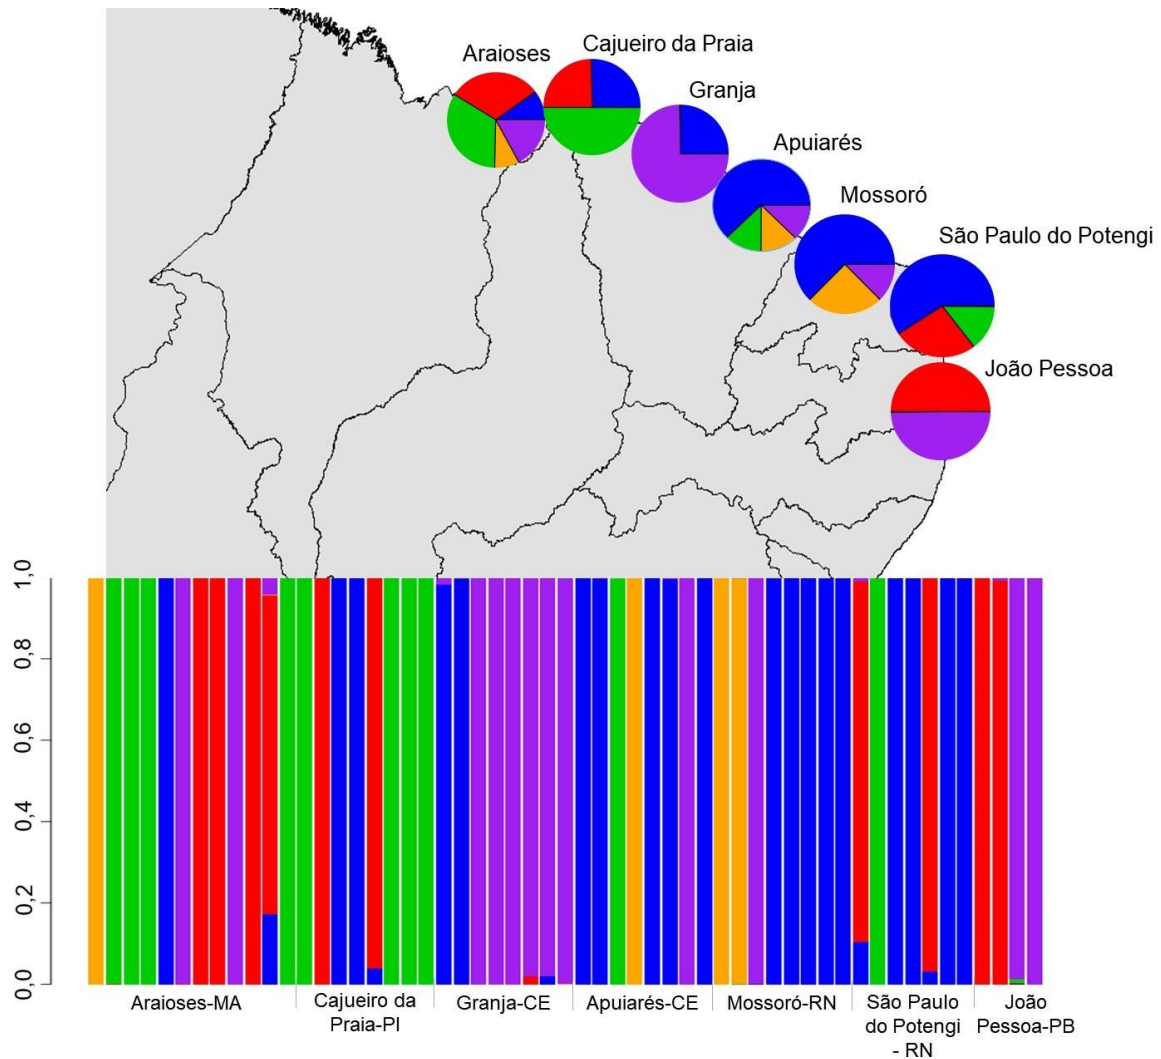 Cajueiro da Praia
Araioses
Granja
Apuiarés
Mossoró
São Paulo do Potengi
João Pessoa
1,0
0,8
0,6
0,4
0,2
0,0
Araioses-MA
Cajueiro da
Praia-PI
Granja-CE
Apuiarés-CE
Mossoró-RN
São Paulo
do Potengi
- RN
João
Pessoa-PB